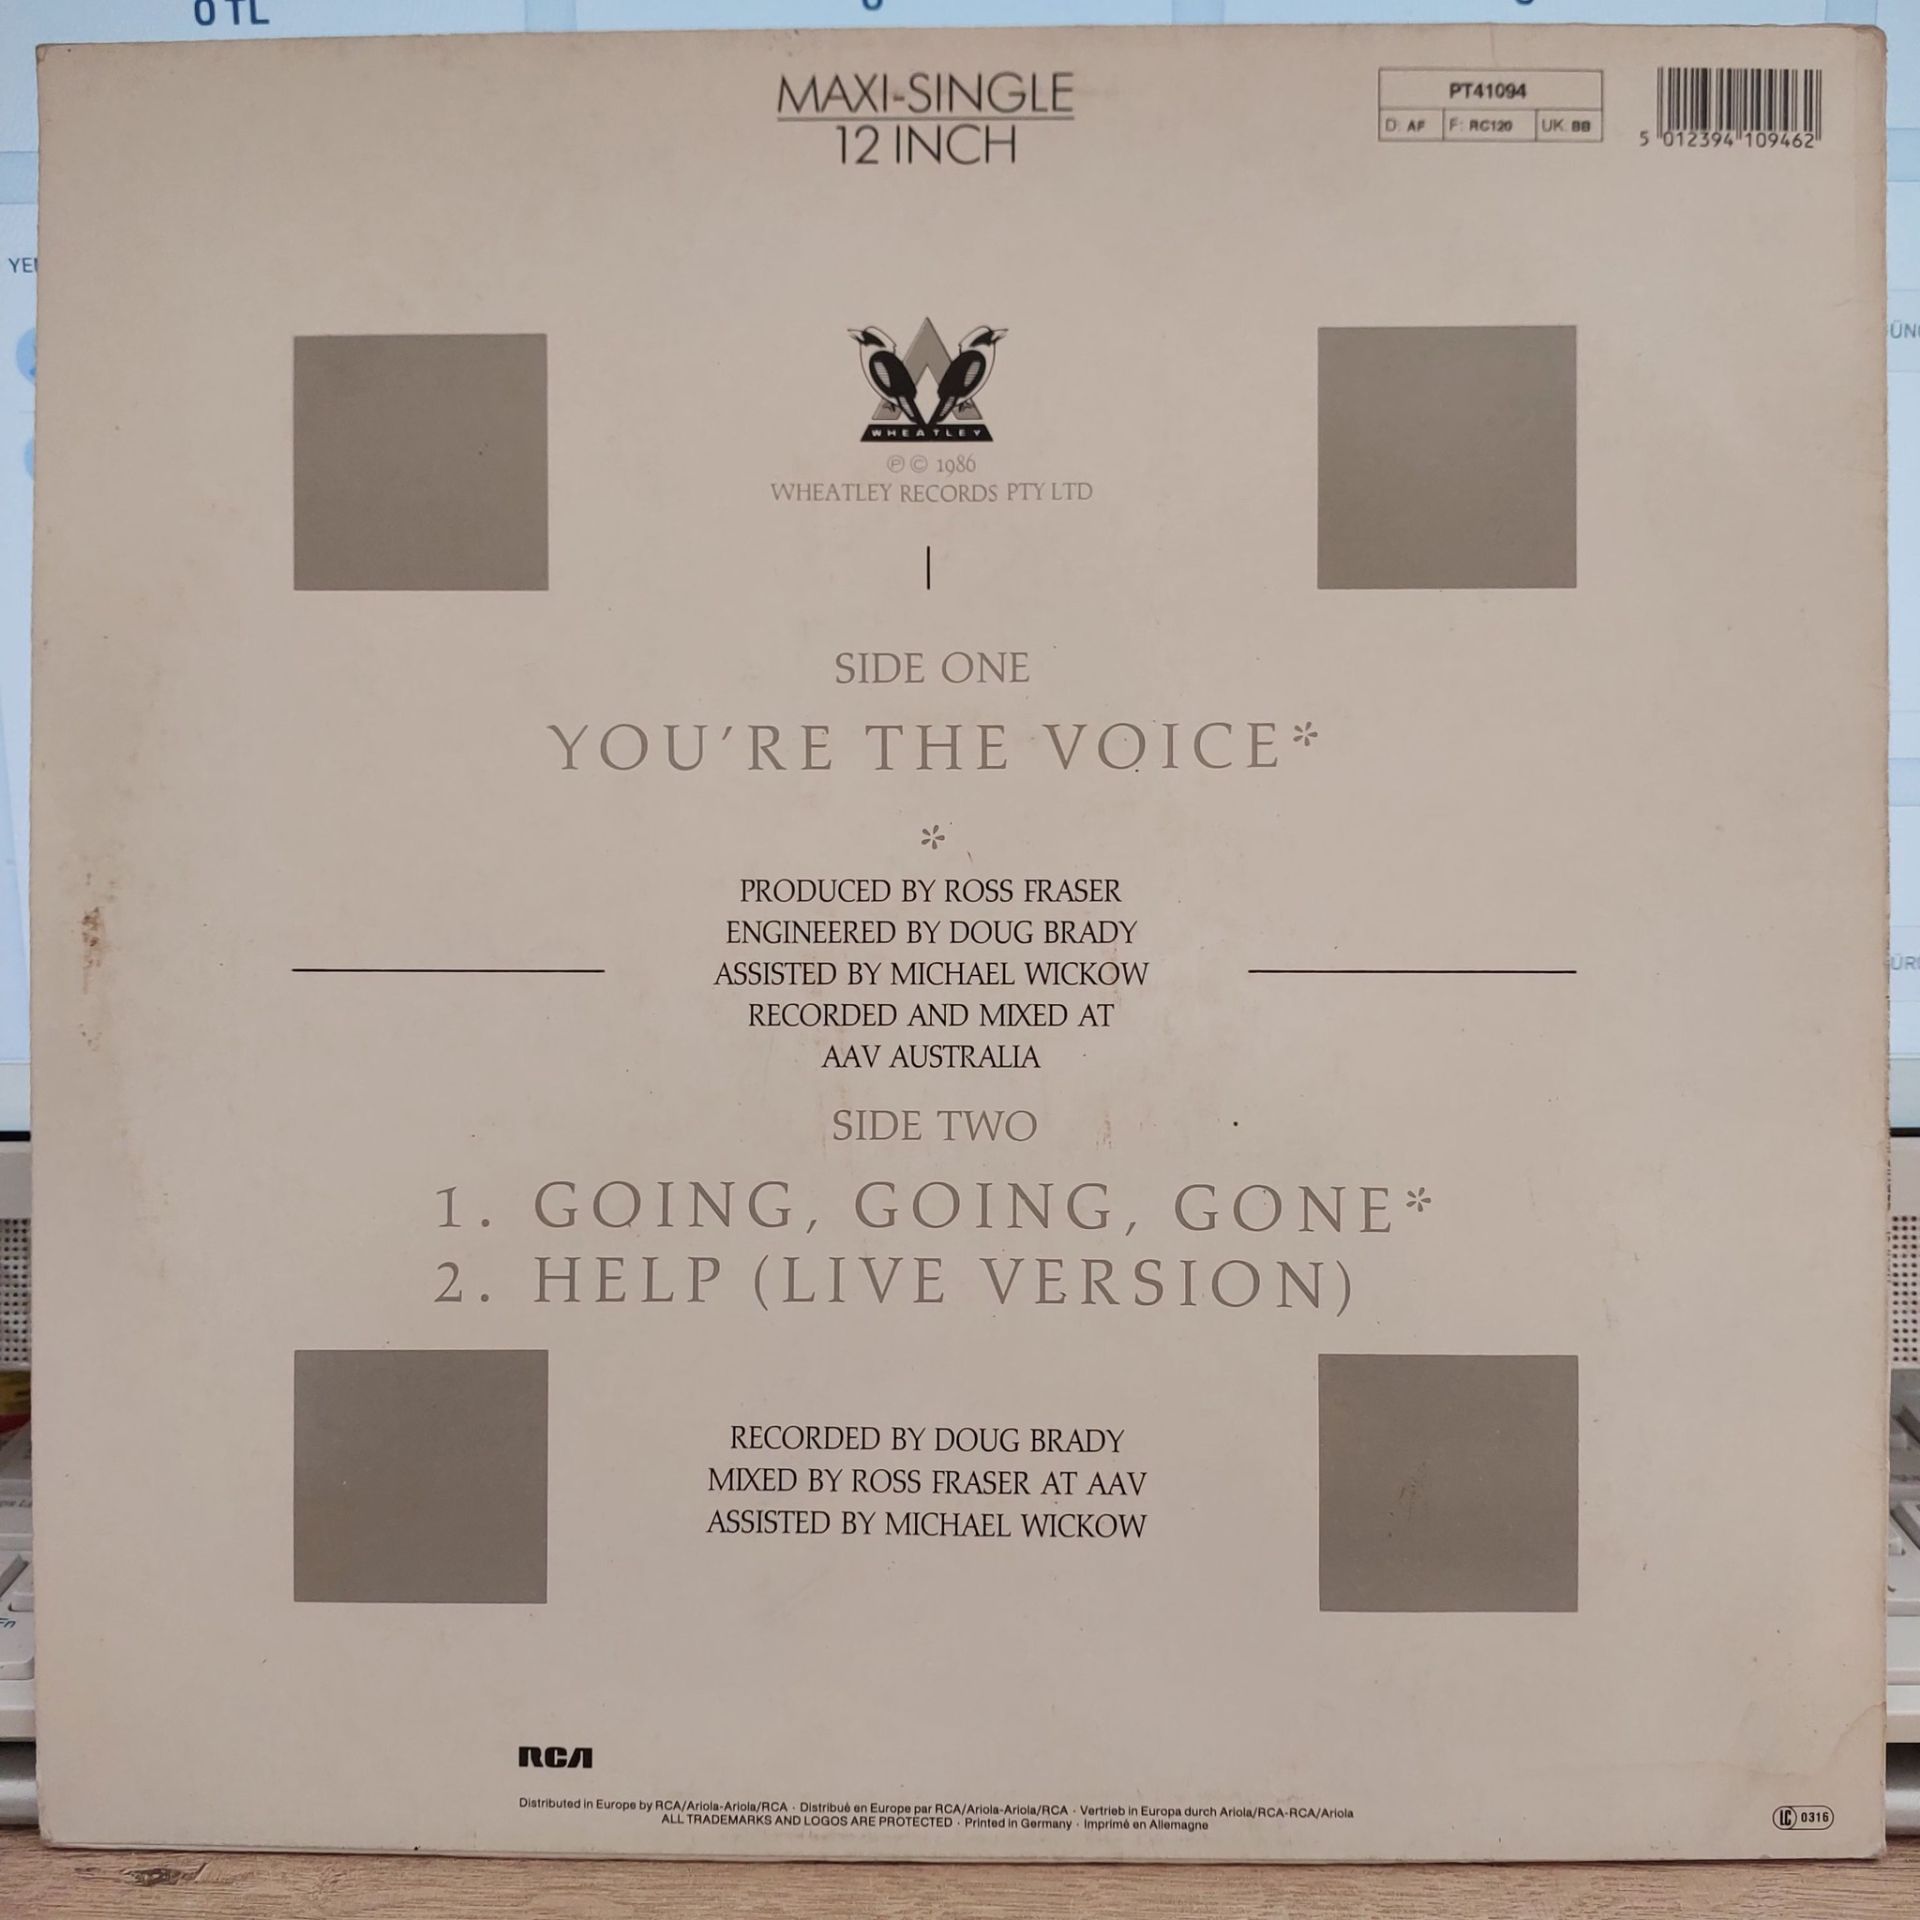 0 TL
MAXI-SINGLE
12 INCH
PT41094
D: AF F: RC120 UK: BB
5 012394 109462
WHEATLEY
℗ © 1986
WHEATLEY RECORDS PTY LTD
SIDE ONE
YOU'RE THE VOICE*
*
PRODUCED BY ROSS FRASER
ENGINEERED BY DOUG BRADY
ASSISTED BY MICHAEL WICKOW
RECORDED AND MIXED AT
AAV AUSTRALIA
SIDE TWO
1. GOING, GOING, GONE*
2. HELP (LIVE VERSION)
RECORDED BY DOUG BRADY
MIXED BY ROSS FRASER AT AAV
ASSISTED BY MICHAEL WICKOW
RCA
Distributed in Europe by RCA/Ariola-Ariola/RCA · Distribué en Europe par RCA/Ariola-Ariola/RCA · Vertrieb in Europa durch Ariola/RCA-RCA/Ariola
ALL TRADEMARKS AND LOGOS ARE PROTECTED · Printed in Germany · Imprimé en Allemagne
LC 0316